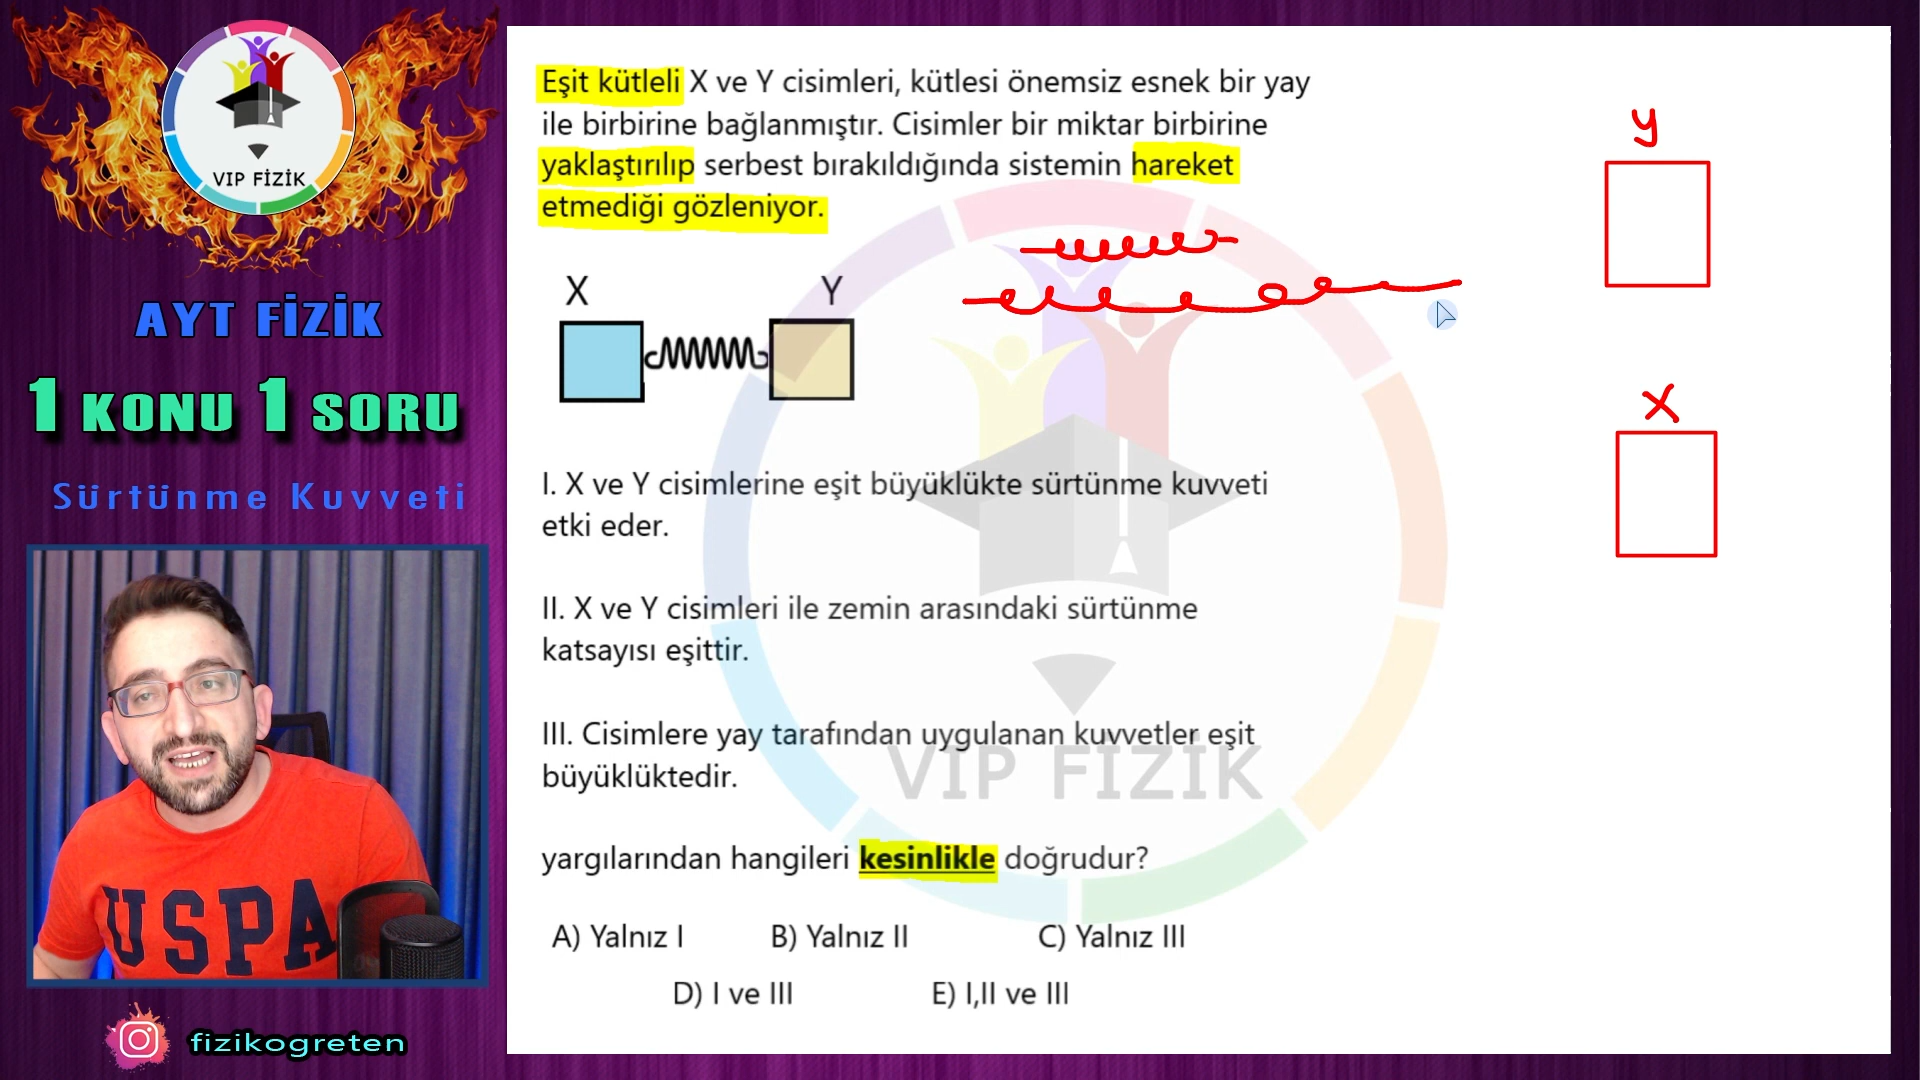 VIP FİZİK
AYT FİZİK
1 KONU 1 SORU
Sürtünme Kuvveti
USPA
fizikogreten
Eşit kütleli X ve Y cisimleri, kütlesi önemsiz esnek bir yay
ile birbirine bağlanmıştır. Cisimler bir miktar birbirine
yaklaştırılıp serbest bırakıldığında sistemin hareket
etmediği gözleniyor.
X Y
I. X ve Y cisimlerine eşit büyüklükte sürtünme kuvveti
etki eder.
II. X ve Y cisimleri ile zemin arasındaki sürtünme
katsayısı eşittir.
III. Cisimlere yay tarafından uygulanan kuvvetler eşit
büyüklüktedir.
VIP FİZİK
yargılarından hangileri kesinlikle doğrudur?
A) Yalnız I B) Yalnız II C) Yalnız III
D) I ve III E) I,II ve III
y
x